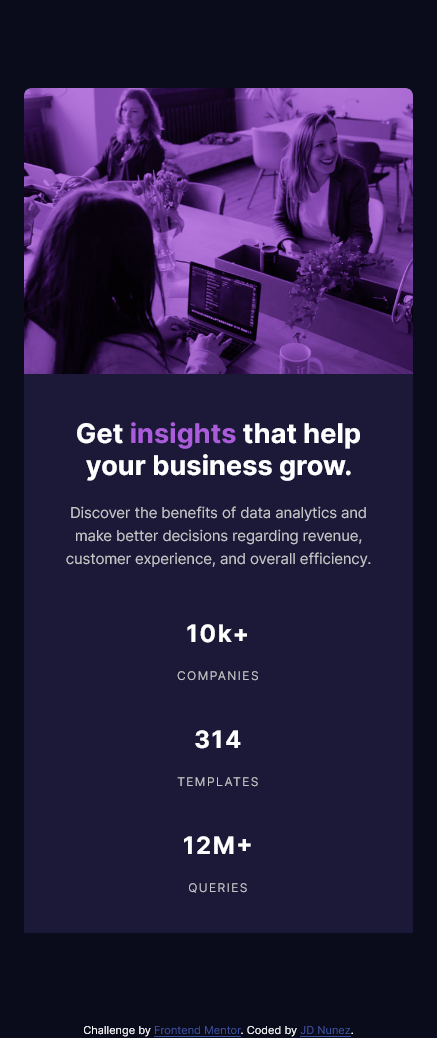 Get insights that help
your business grow.
Discover the benefits of data analytics and
make better decisions regarding revenue,
customer experience, and overall efficiency.
10k+
COMPANIES
314
TEMPLATES
12M+
QUERIES
Challenge by Frontend Mentor. Coded by JD Nunez.